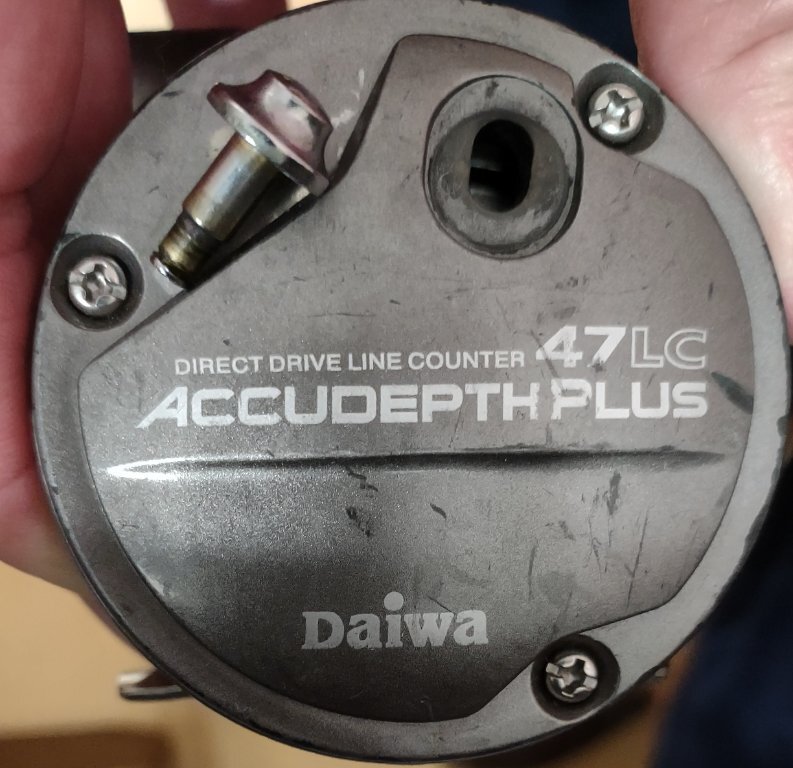 DIRECT DRIVE LINE COUNTER 47LC
ACCUDEPTH PLUS
Daiwa